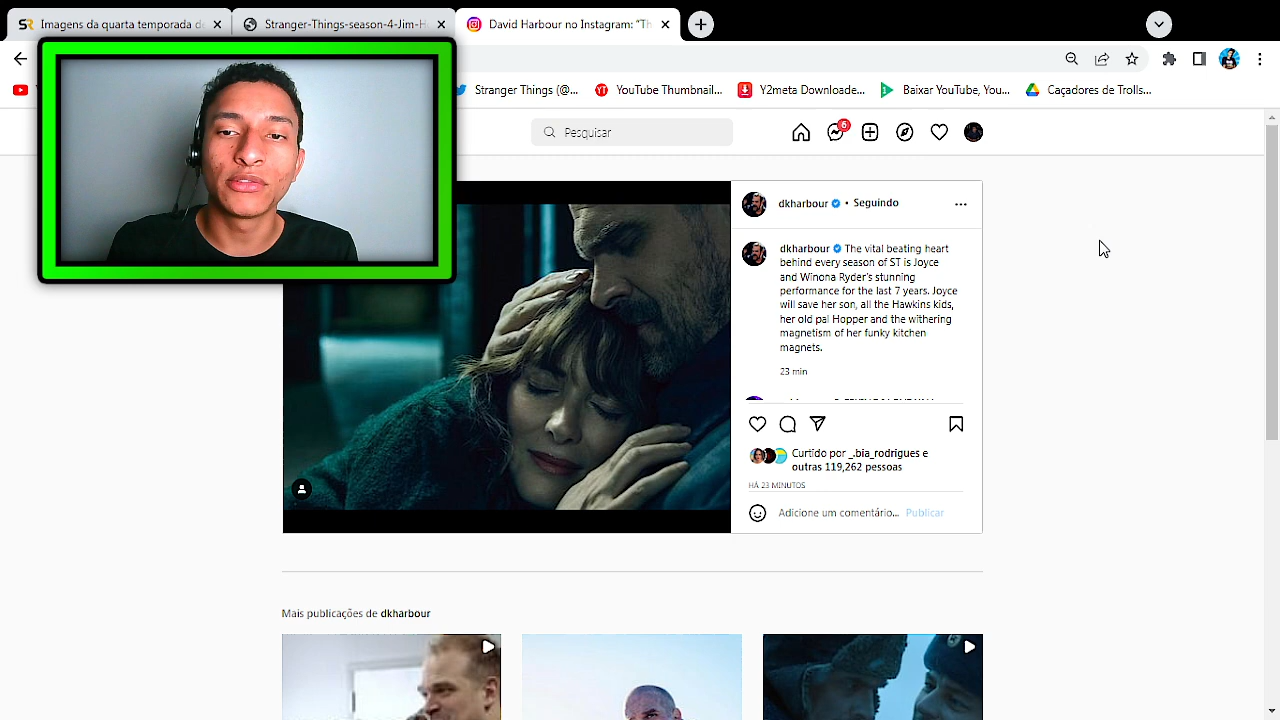 Imagens da quarta temporada de
Stranger-Things-season-4-Jim-H
David Harbour no Instagram: “Th
Stranger Things (@...
YouTube Thumbnail...
Y2meta Downloade...
Baixar YouTube, You...
Caçadores de Trolls...
Pesquisar
6
dkharbour • Seguindo
dkharbour The vital beating heart
behind every season of ST is Joyce
and Winona Ryder's stunning
performance for the last 7 years. Joyce
will save her son, all the Hawkins kids,
her old pal Hopper and the withering
magnetism of her funky kitchen
magnets.
23 min
Curtido por _.bia_rodrigues e
outras 119,262 pessoas
HÁ 23 MINUTOS
Adicione um comentário... Publicar
Mais publicações de dkharbour